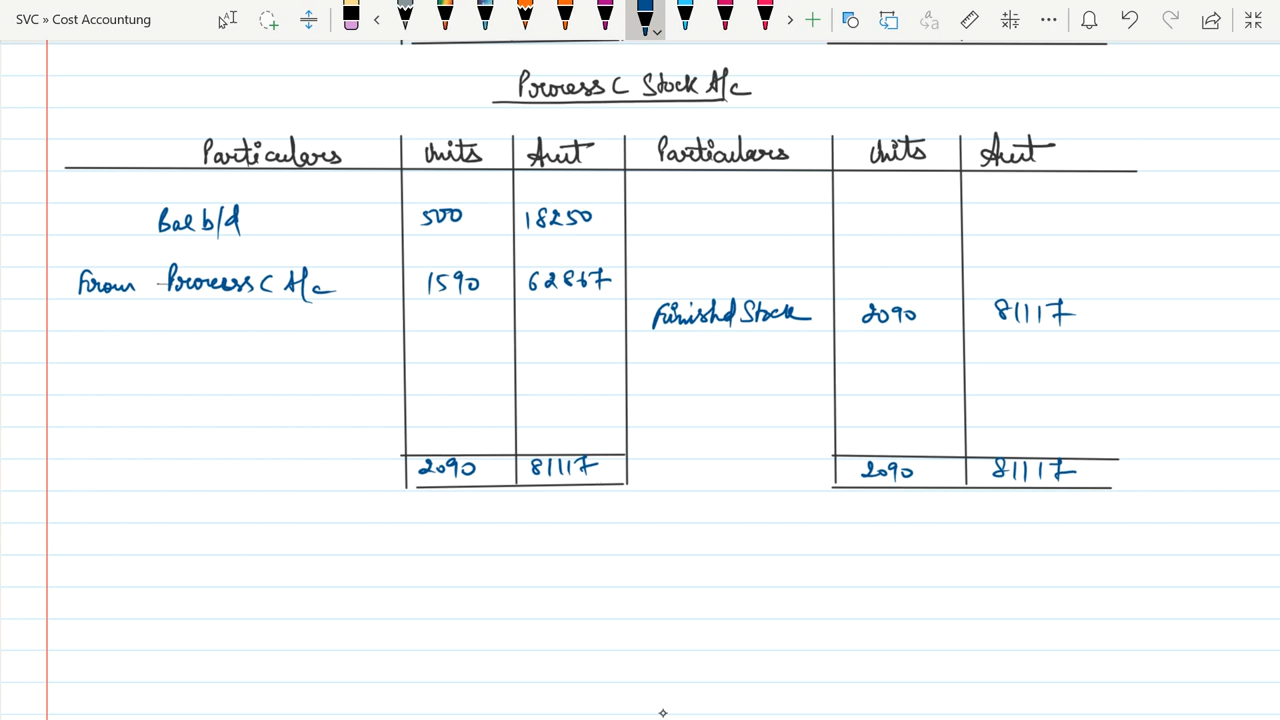 SVC » Cost Accountung
Process C Stock A/c
Particulars Units Amt Particulars Units Amt
Bal b/d 500 18250
From Process C A/c 1590 62867
Finished Stock 2090 81117
2090 81117 2090 81117